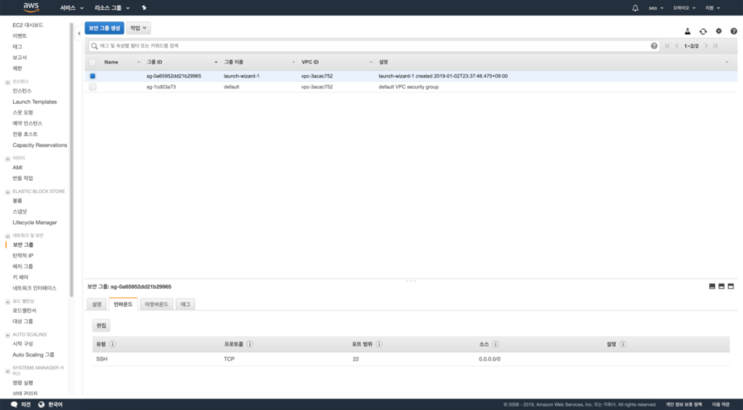 aws 서비스 리소스 그룹 seo 오하이오 지원
EC2 대시보드
이벤트
태그
보고서
제한
인스턴스
인스턴스
Launch Templates
스팟 요청
예약 인스턴스
전용 호스트
Capacity Reservations
이미지
AMI
번들 작업
ELASTIC BLOCK STORE
볼륨
스냅샷
Lifecycle Manager
네트워크 및 보안
보안 그룹
탄력적 IP
배치 그룹
키 페어
네트워크 인터페이스
로드 밸런싱
로드밸런서
대상 그룹
AUTO SCALING
시작 구성
Auto Scaling 그룹
SYSTEMS MANAGER 서비스
명령 실행
보안 그룹 생성 작업
태그 및 속성별 필터 또는 키워드별 검색 1~2/2
Name 그룹 ID 그룹 이름 VPC ID 설명
sg-0a65952dd21b29965 launch-wizard-1 vpc-3acac752 launch-wizard-1 created 2019-01-02T23:37:46.475+09:00
sg-1cd03a73 default vpc-3acac752 default VPC security group
보안 그룹: sg-0a65952dd21b29965
설명 인바운드 아웃바운드 태그
편집
유형 프로토콜 포트 범위 소스 설명
SSH TCP 22 0.0.0.0/0
의견 한국어 © 2008 - 2019, Amazon Web Services, Inc. 또는 자회사. All rights reserved. 개인 정보 보호 정책 이용 약관